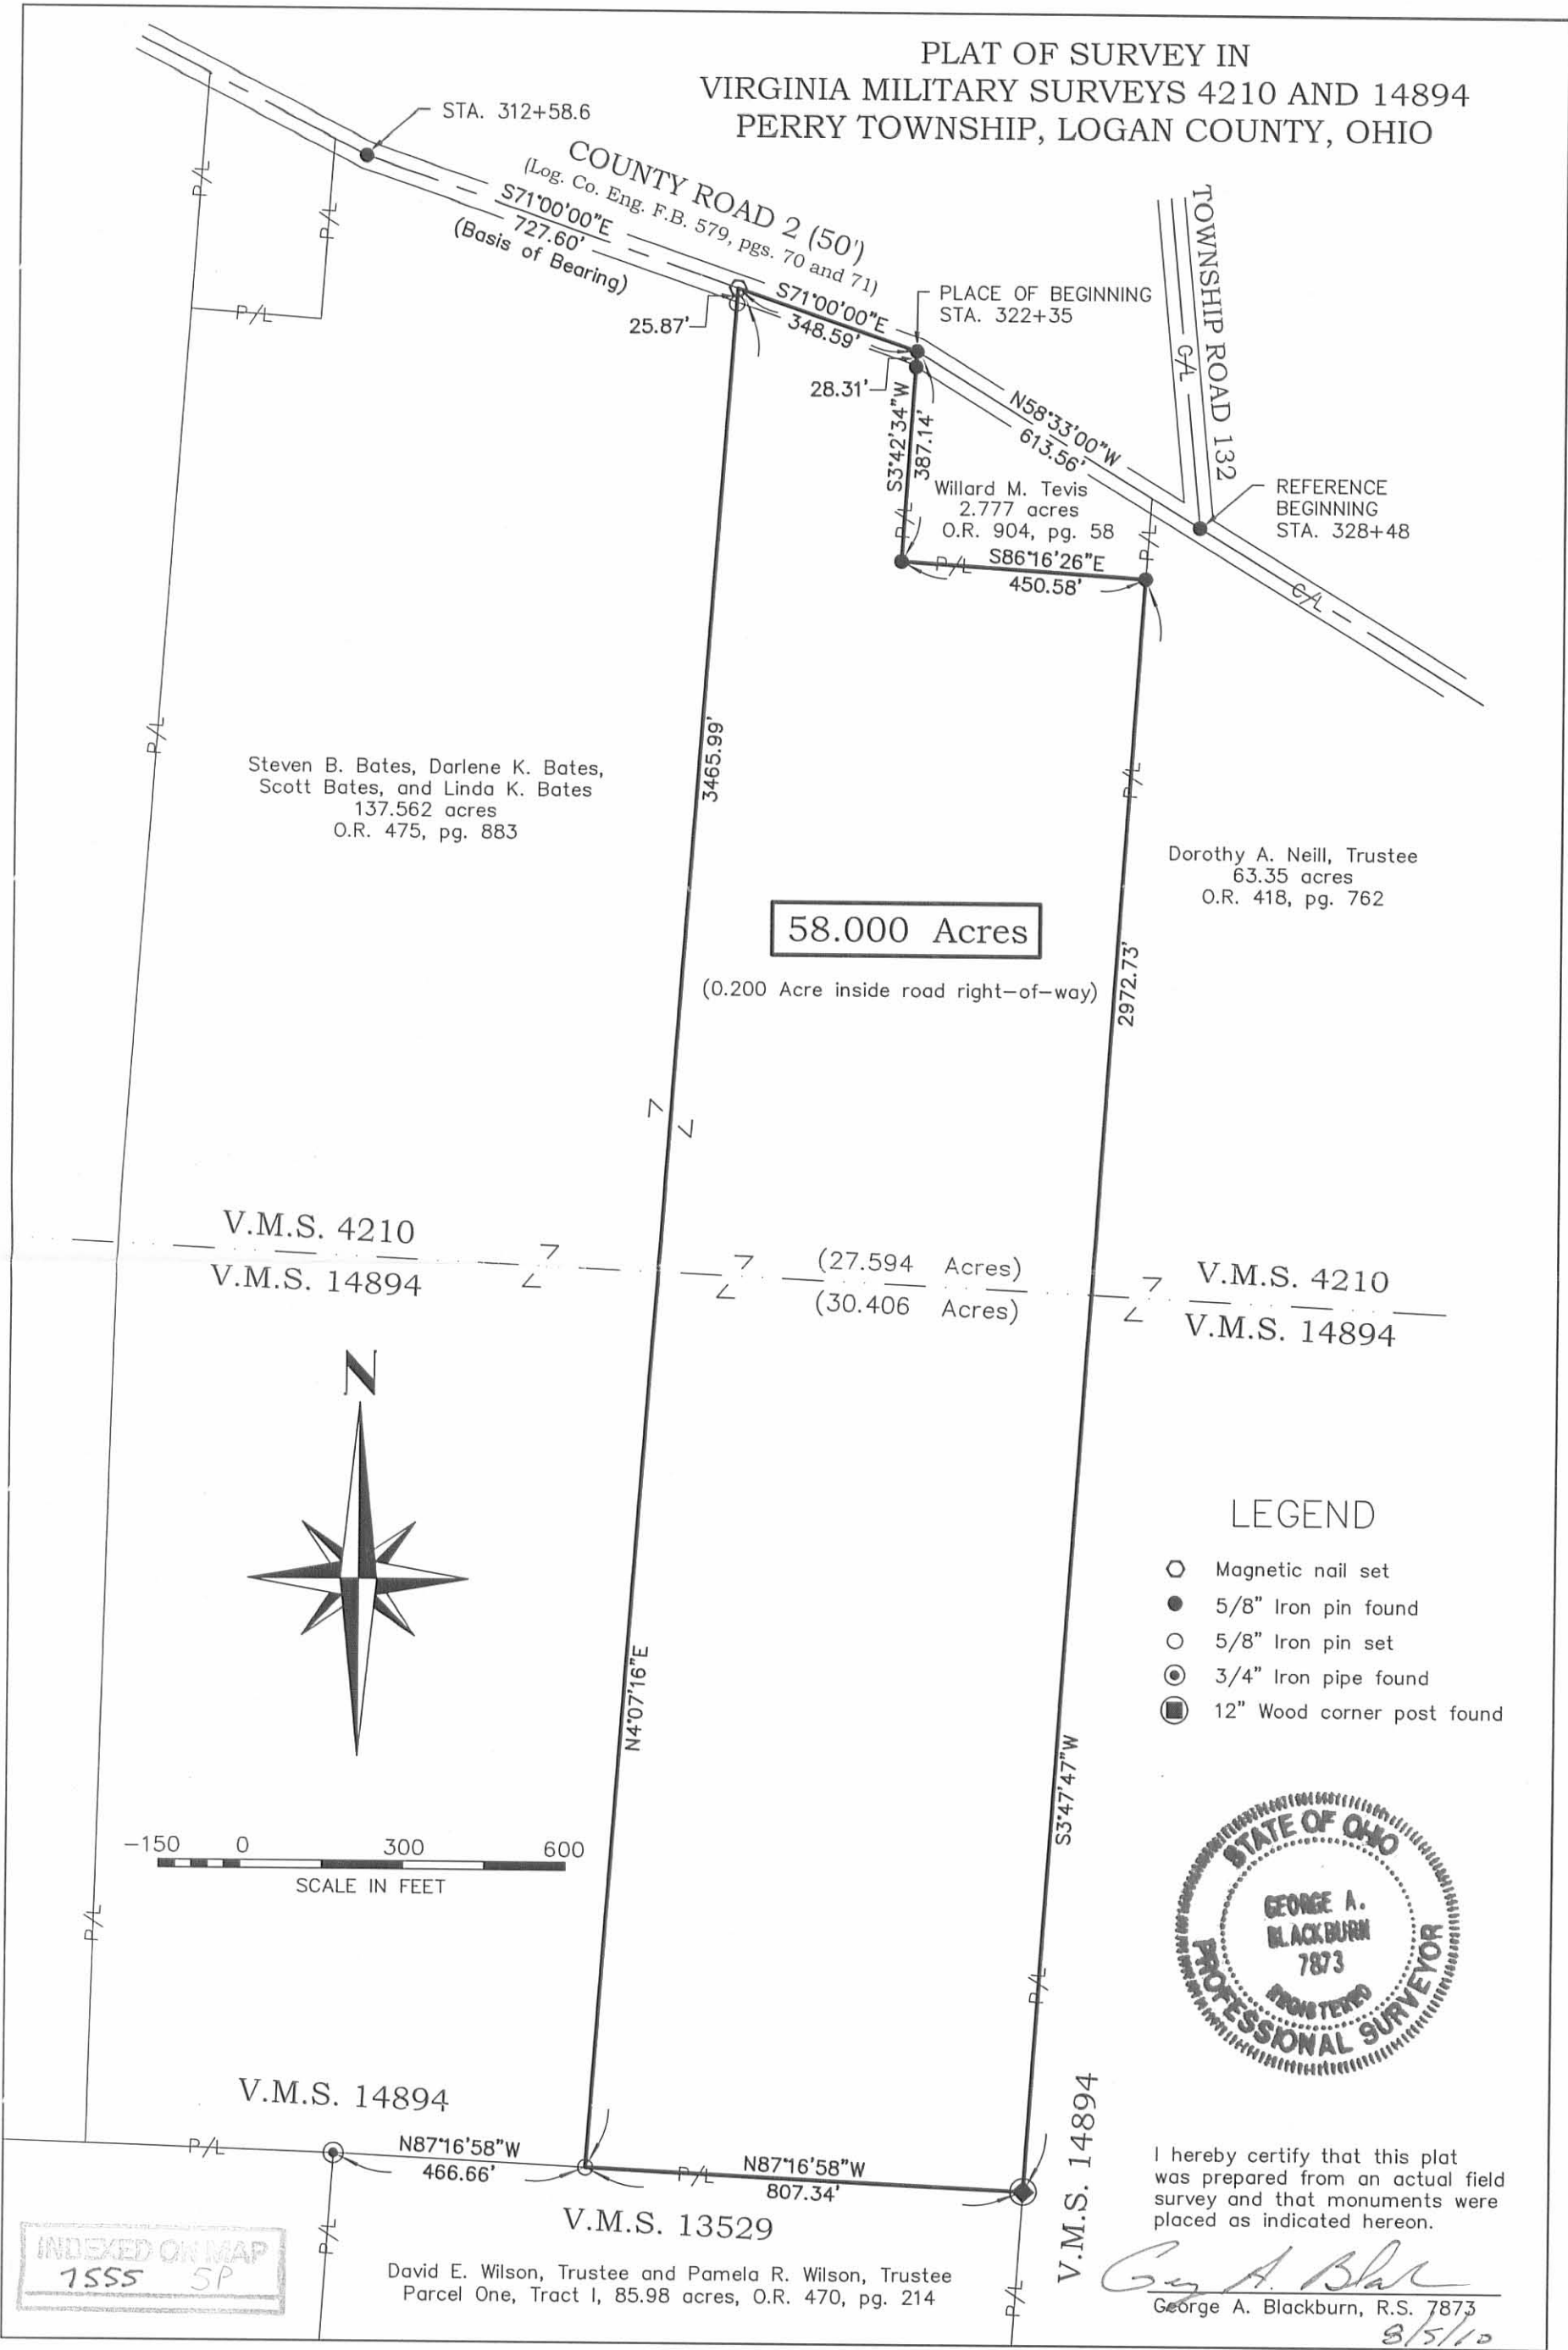 PLAT OF SURVEY IN
VIRGINIA MILITARY SURVEYS 4210 AND 14894
PERRY TOWNSHIP, LOGAN COUNTY, OHIO
STA. 312+58.6
COUNTY ROAD 2 (50')
(Log. Co. Eng. F.B. 579, pgs. 70 and 71)
S71°00'00"E
727.60'
(Basis of Bearing)
S71°00'00"E
348.59'
25.87'
PLACE OF BEGINNING
STA. 322+35
28.31'
TOWNSHIP ROAD 132
C/L
N58°33'00"W
613.56'
REFERENCE
BEGINNING
STA. 328+48
C/L
S3°42'34"W
387.14'
Willard M. Tevis
2.777 acres
O.R. 904, pg. 58
P/L
P/L
P/L
S86°16'26"E
450.58'
P/L
P/L
P/L
P/L
3465.99'
Steven B. Bates, Darlene K. Bates,
Scott Bates, and Linda K. Bates
137.562 acres
O.R. 475, pg. 883
P/L
Dorothy A. Neill, Trustee
63.35 acres
O.R. 418, pg. 762
58.000 Acres
(0.200 Acre inside road right-of-way)
2972.73'
V.M.S. 4210
V.M.S. 14894
(27.594 Acres)
(30.406 Acres)
V.M.S. 4210
V.M.S. 14894
N
LEGEND
Magnetic nail set
5/8" Iron pin found
5/8" Iron pin set
3/4" Iron pipe found
12" Wood corner post found
N4°07'16"E
S3°47'47"W
-150 0 300 600
SCALE IN FEET
P/L
P/L
STATE OF OHIO
GEORGE A.
BLACKBURN
7873
REGISTERED
PROFESSIONAL SURVEYOR
V.M.S. 14894
P/L
N87°16'58"W
466.66'
P/L
N87°16'58"W
807.34'
V.M.S. 13529
V.M.S. 14894
P/L
P/L
David E. Wilson, Trustee and Pamela R. Wilson, Trustee
Parcel One, Tract I, 85.98 acres, O.R. 470, pg. 214
INDEXED ON MAP
7555 5P
I hereby certify that this plat
was prepared from an actual field
survey and that monuments were
placed as indicated hereon.
George A. Blackburn, R.S. 7873
8/5/10